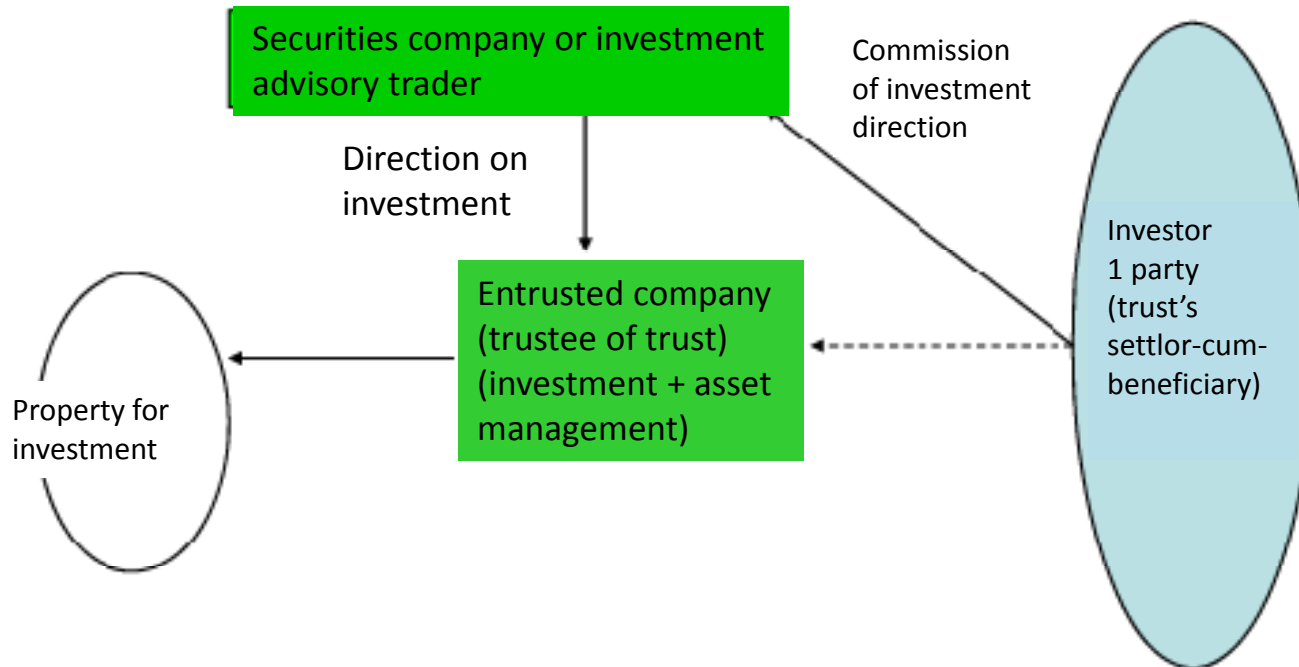 Securities company or investment
advisory trader
Commission
of investment
direction
Direction on
investment
Investor
1 party
(trust’s
settlor-cum-
beneficiary)
Entrusted company
(trustee of trust)
(investment + asset
management)
Property for
investment